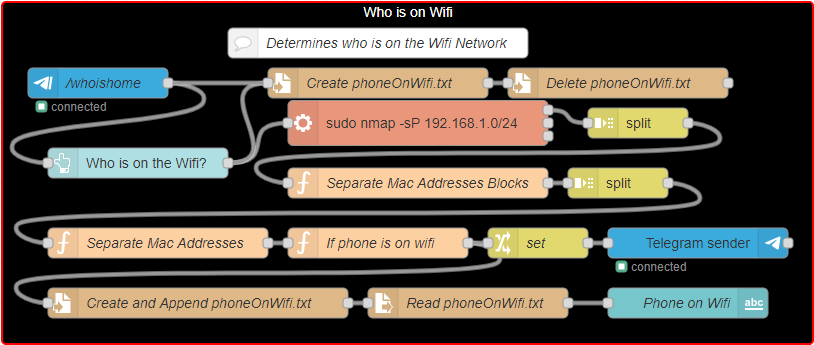 Who is on Wifi
Determines who is on the Wifi Network
/whoishome
Create phoneOnWifi.txt
Delete phoneOnWifi.txt
connected
sudo nmap -sP 192.168.1.0/24
split
Who is on the Wifi?
Separate Mac Addresses Blocks
split
Separate Mac Addresses
If phone is on wifi
set
Telegram sender
connected
Create and Append phoneOnWifi.txt
Read phoneOnWifi.txt
Phone on Wifi
abc